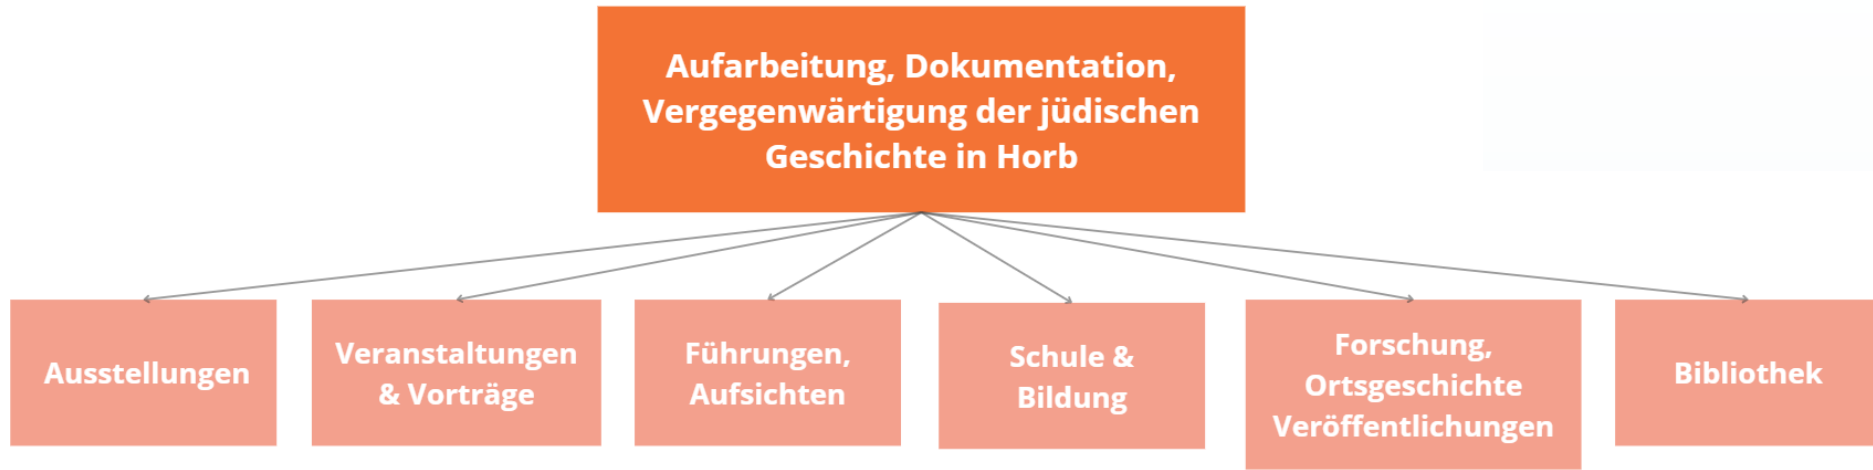 Aufarbeitung, Dokumentation,
Vergegenwärtigung der jüdischen
Geschichte in Horb
Ausstellungen
Veranstaltungen
& Vorträge
Führungen,
Aufsichten
Schule &
Bildung
Forschung,
Ortsgeschichte
Veröffentlichungen
Bibliothek